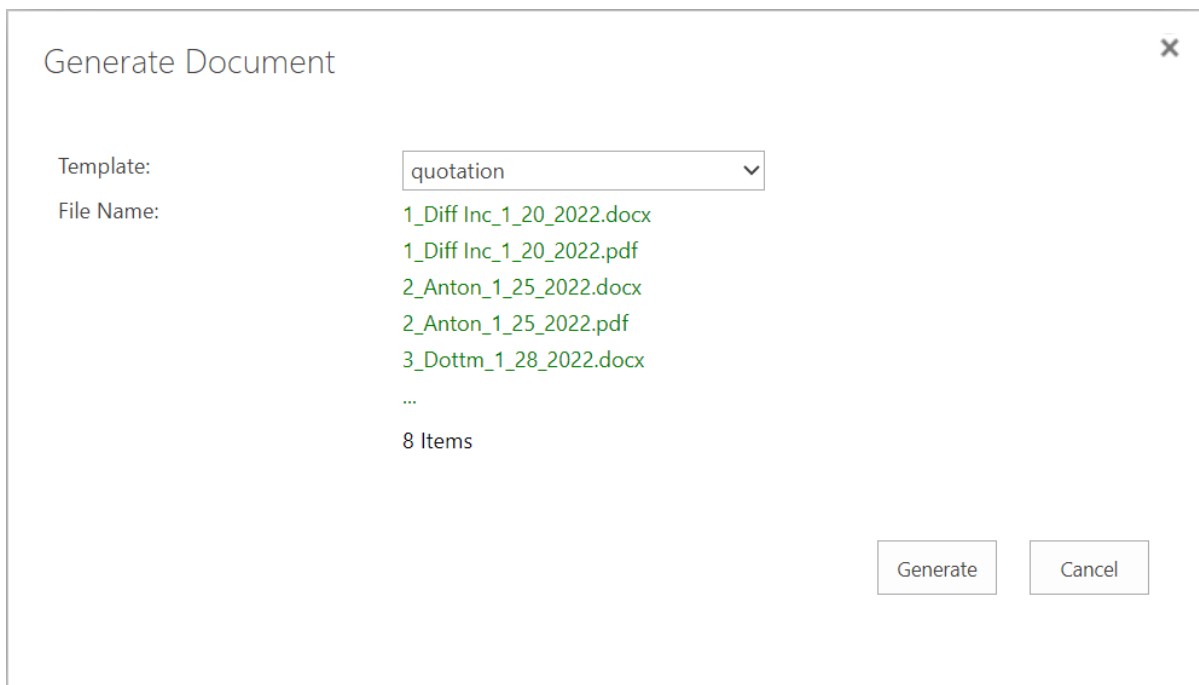 Generate Document
Template:
quotation
File Name:
1_Diff Inc_1_20_2022.docx
1_Diff Inc_1_20_2022.pdf
2_Anton_1_25_2022.docx
2_Anton_1_25_2022.pdf
3_Dottm_1_28_2022.docx
...
8 Items
Generate
Cancel